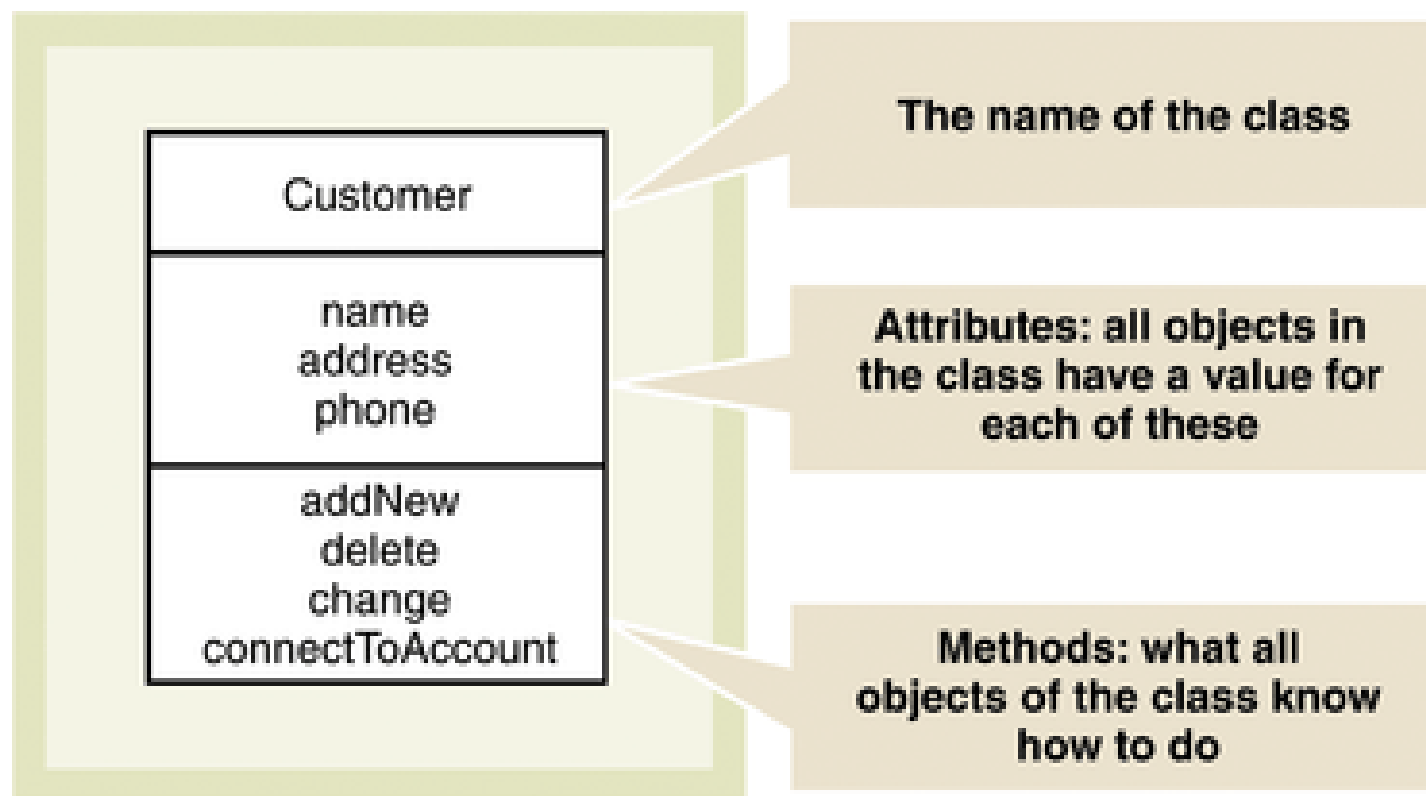 Customer
name
address
phone
addNew
delete
change
connectToAccount
The name of the class
Attributes: all objects in
the class have a value for
each of these
Methods: what all
objects of the class know
how to do